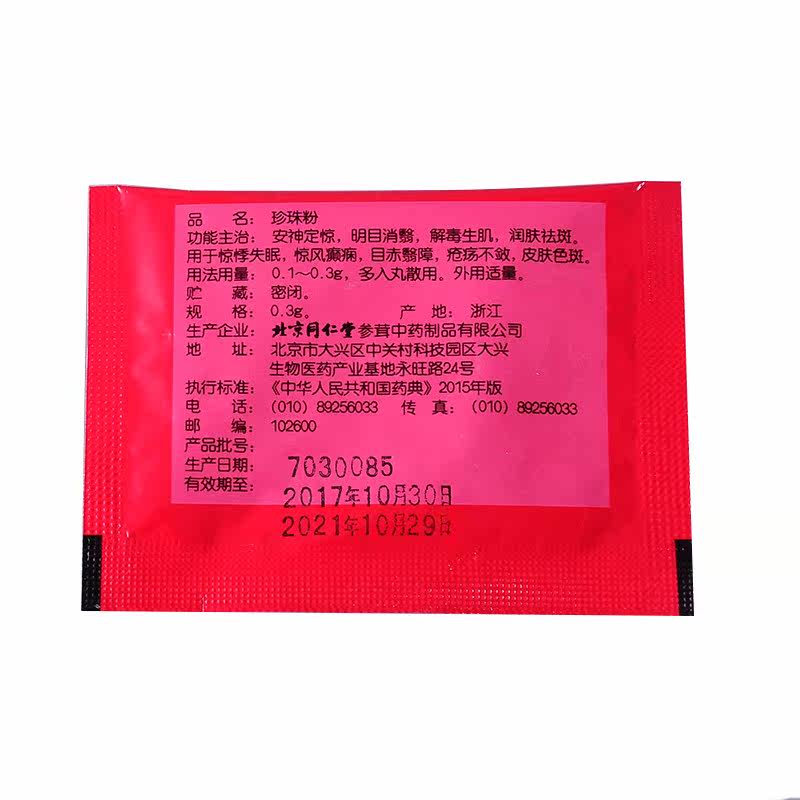 品 名：珍珠粉
功能主治：安神定惊，明目消翳，解毒生肌，润肤祛斑。
用于惊悸失眠，惊风癫痫，目赤翳障，疮疡不敛，皮肤色斑。
用法用量：0.1～0.3g，多入丸散用。外用适量。
贮 藏：密闭。
规 格：0.3g。 产 地：浙江
生产企业：北京同仁堂参茸中药制品有限公司
地 址：北京市大兴区中关村科技园区大兴
生物医药产业基地永旺路24号
执行标准：《中华人民共和国药典》2015年版
电 话：（010）89256033 传 真：（010）89256033
邮 编：102600
产品批号：
生产日期：7030085
有效期至：2017年10月30日
2021年10月29日